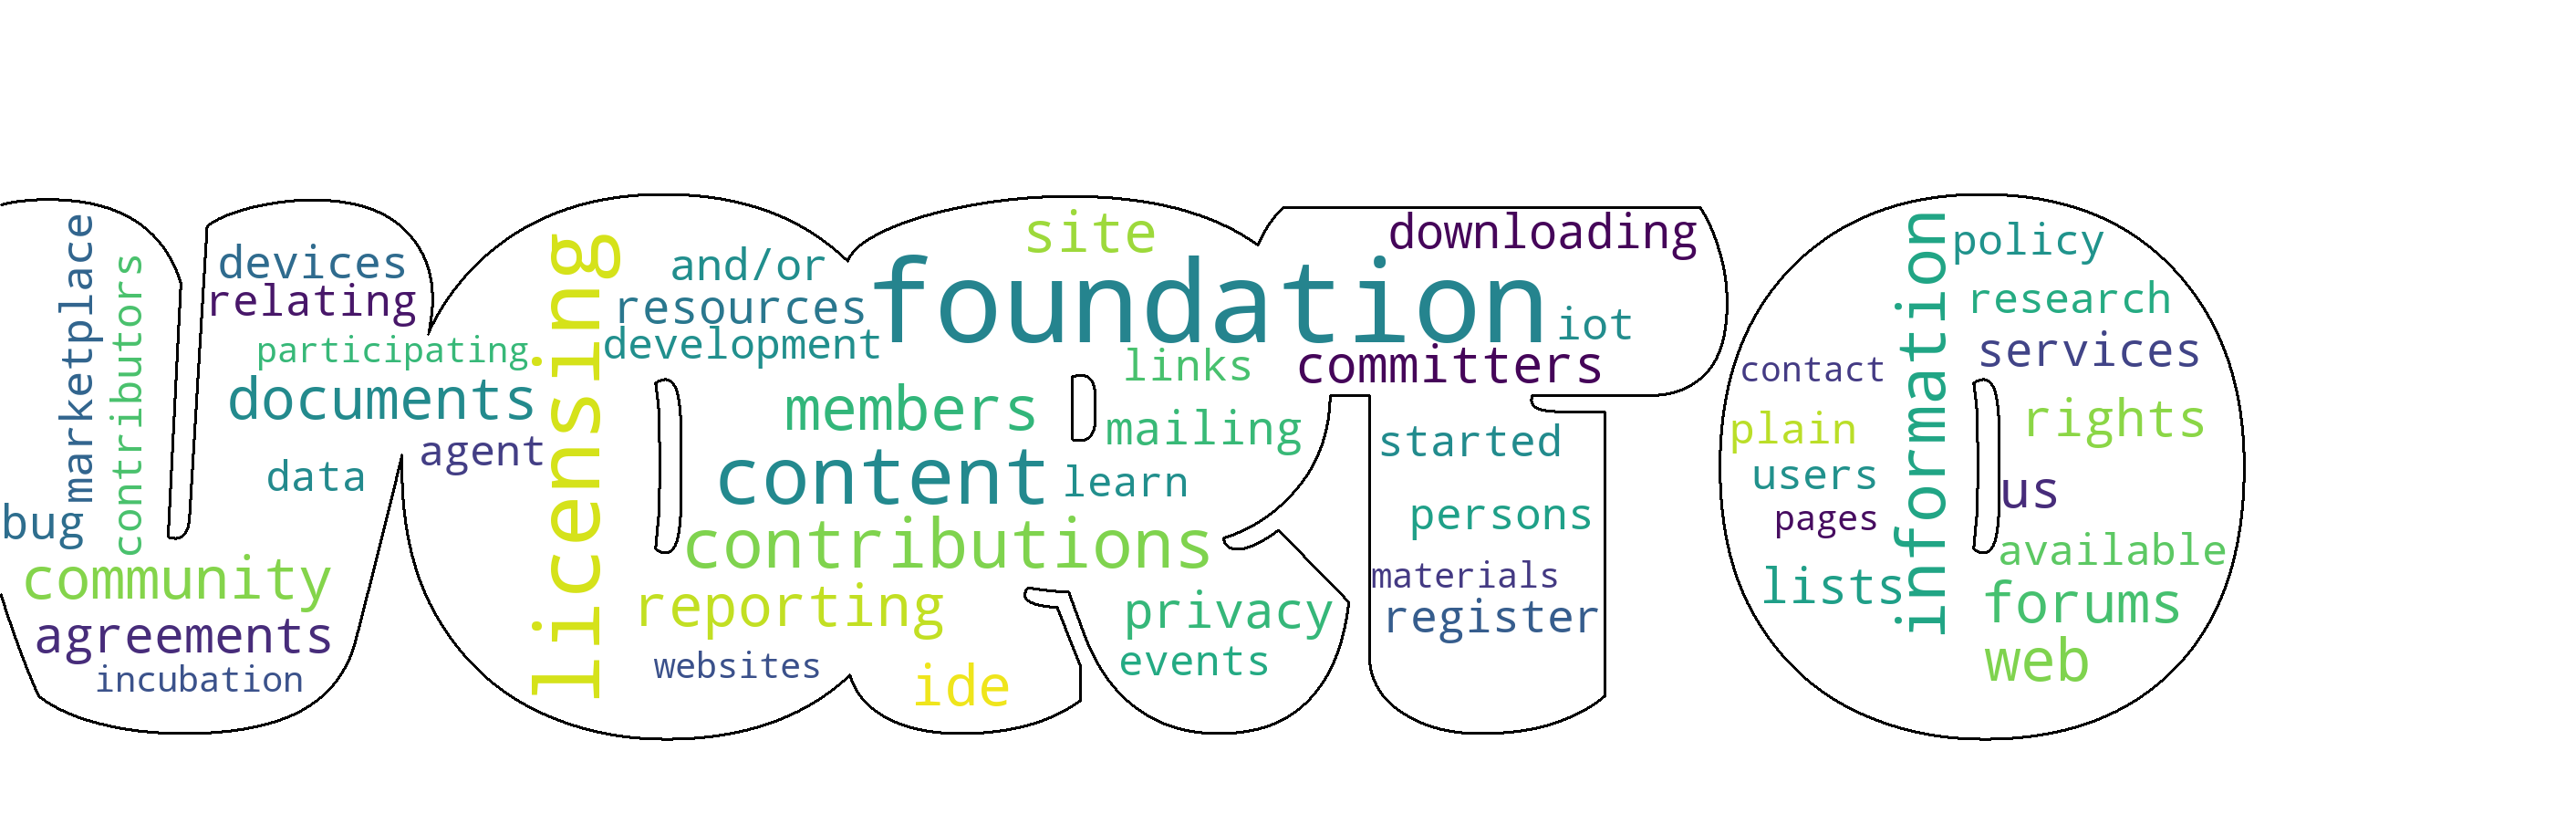 marketplace
contributors
bug
community
agreements
incubation
devices
relating
participating
documents
agent
data
licensing
and/or
resources
development
site
foundation
downloading
iot
links
committers
members
mailing
content
learn
contributions
reporting
websites
ide
privacy
events
started
persons
materials
register
contact
plain
users
pages
lists
information
policy
research
services
rights
us
available
forums
web